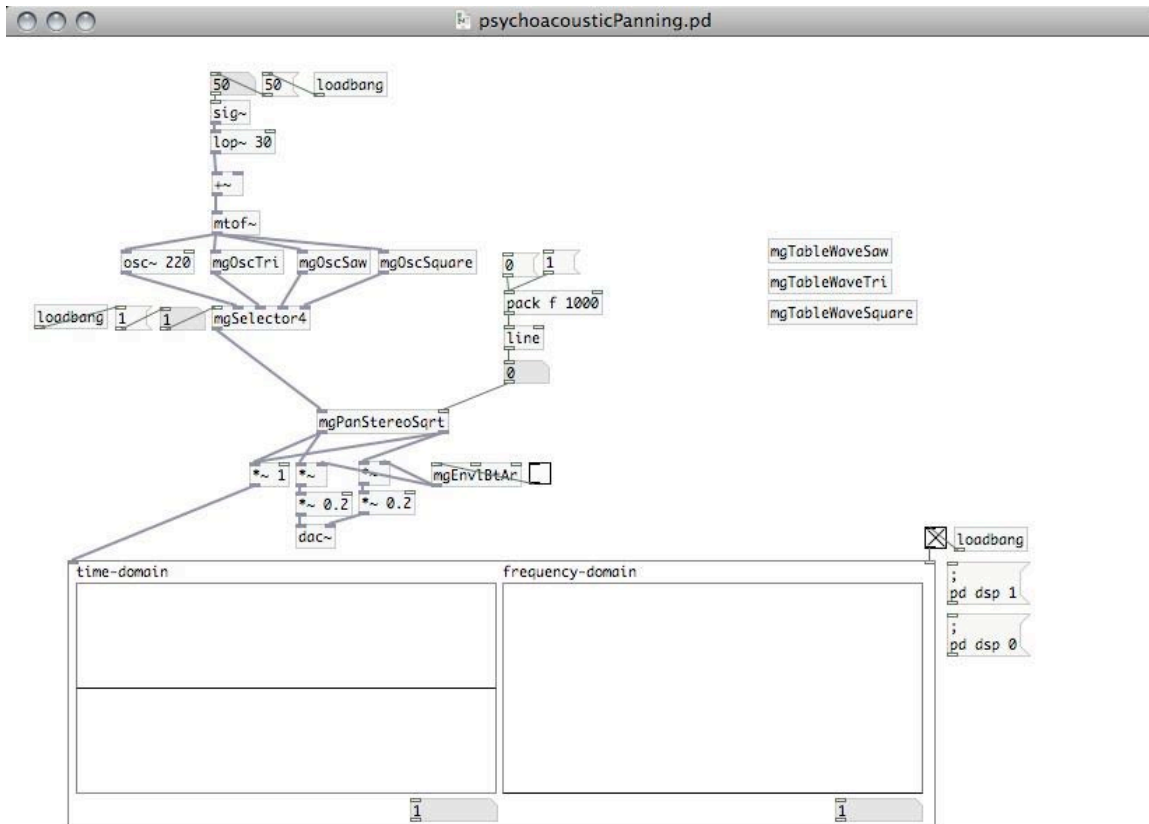 psychoacousticPanning.pd
50 50 loadbang
sig~
lop~ 30
+~
mtof~
osc~ 220 mgOscTri mgOscSaw mgOscSquare
0 1
mgTableWaveSaw
mgTableWaveTri
mgTableWaveSquare
pack f 1000
loadbang 1 1 mgSelector4
line
0
mgPanStereoSqrt
*~ 1 *~ *~ mgEnvlBtAr
*~ 0.2 *~ 0.2
dac~
loadbang
time-domain frequency-domain
;
pd dsp 1
;
pd dsp 0
1 1